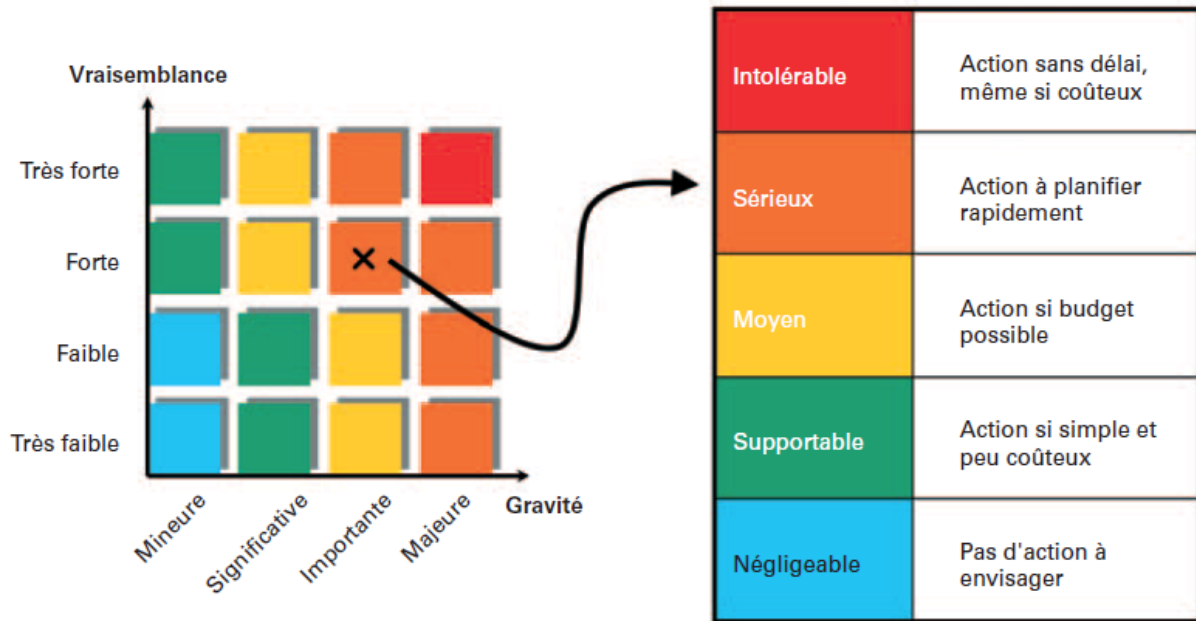 Vraisemblance
Très forte
Forte
Faible
Très faible
Mineure
Significative
Importante
Majeure
Gravité
Intolérable
Action sans délai,
même si coûteux
Sérieux
Action à planifier
rapidement
Moyen
Action si budget
possible
Supportable
Action si simple et
peu coûteux
Négligeable
Pas d'action à
envisager